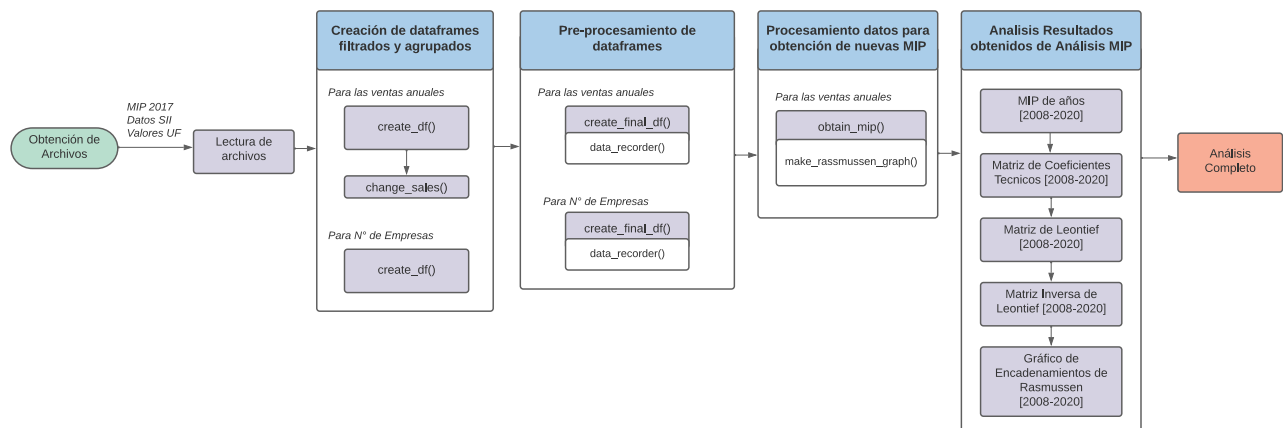 Obtención de
Archivos
MIP 2017
Datos SII
Valores UF
Lectura de
archivos
Creación de dataframes
filtrados y agrupados
Para las ventas anuales
create_df()
change_sales()
Para N° de Empresas
create_df()
Pre-procesamiento de
dataframes
Para las ventas anuales
create_final_df()
data_recorder()
Para N° de Empresas
create_final_df()
data_recorder()
Procesamiento datos para
obtención de nuevas MIP
Para las ventas anuales
obtain_mip()
make_rassmussen_graph()
Analisis Resultados
obtenidos de Análisis MIP
MIP de años
[2008-2020]
Matriz de Coeficientes
Tecnicos [2008-2020]
Matriz de Leontief
[2008-2020]
Matriz Inversa de
Leontief [2008-2020]
Gráfico de
Encadenamientos de
Rasmussen
[2008-2020]
Análisis
Completo